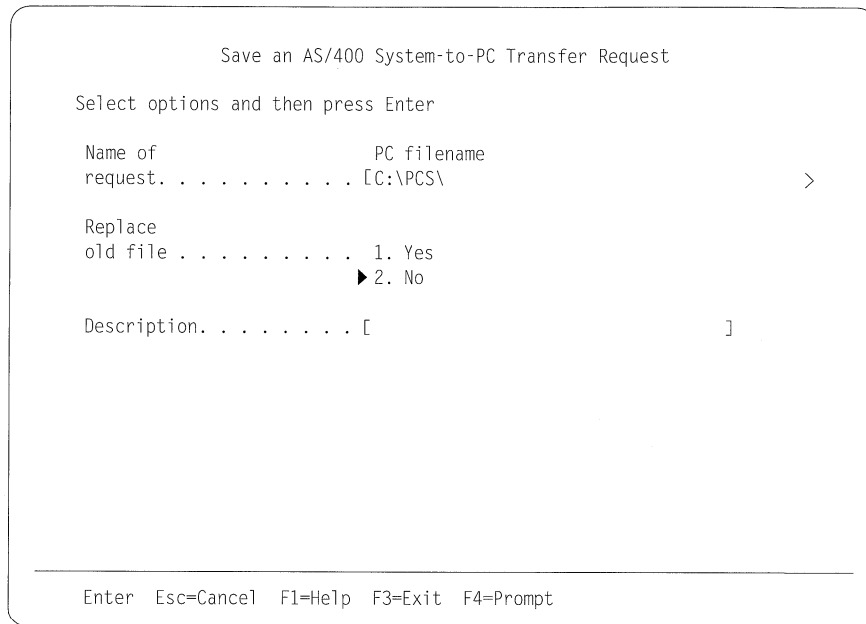 Save an AS/400 System-to-PC Transfer Request
Select options and then press Enter
Name of PC filename
request. . . . . . . . . . [C:\PCS\ >
Replace
old file . . . . . . . . . 1. Yes
▶ 2. No
Description. . . . . . . . [ ]
Enter Esc=Cancel F1=Help F3=Exit F4=Prompt